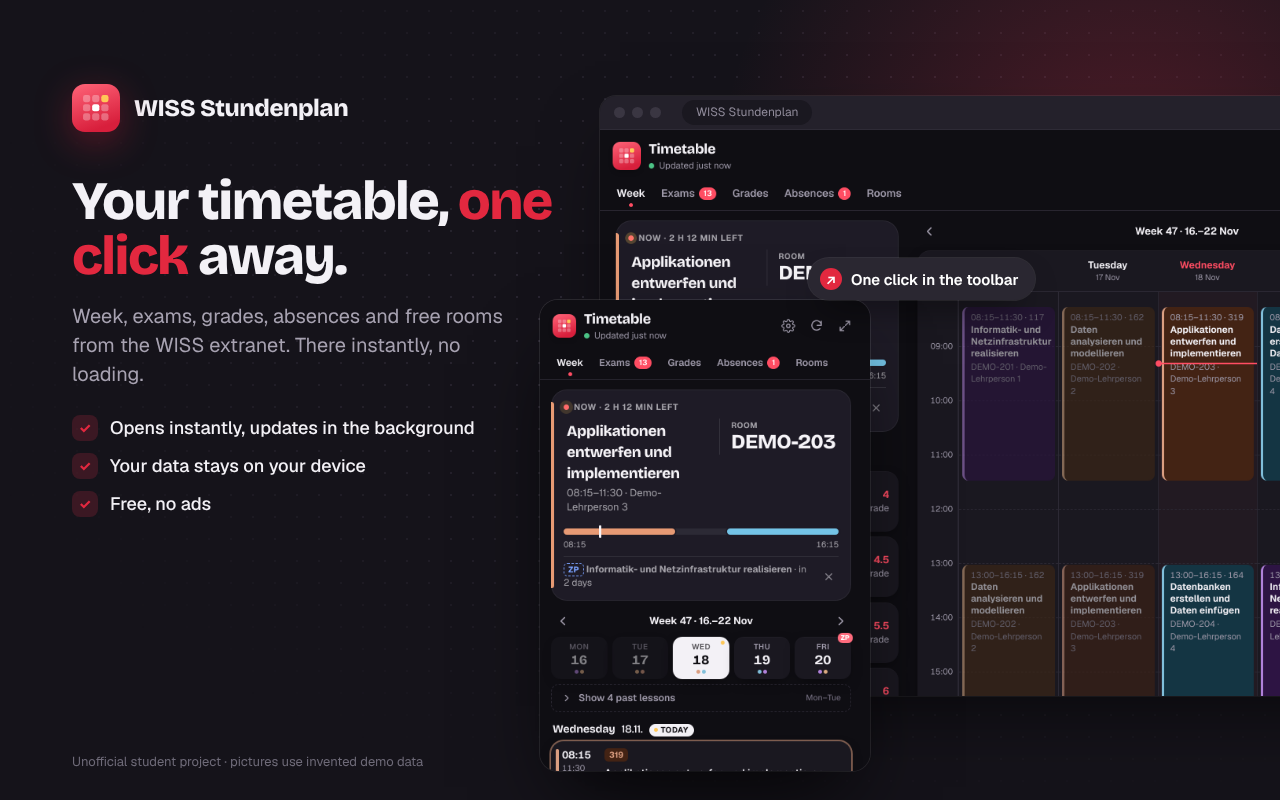 WISS Stundenplan
Your timetable, one
click away.
Week, exams, grades, absences and free rooms
from the WISS extranet. There instantly, no
loading.
Opens instantly, updates in the background
Your data stays on your device
Free, no ads
Unofficial student project · pictures use invented demo data
WISS Stundenplan
Timetable
Updated just now
Week Exams 13 Grades Absences 1 Rooms
NOW · 2 H 12 MIN LEFT
Applikationen
entwerfen und
ROOM
One click in the toolbar
Week 47 · 16.–22 Nov
Tuesday
17 Nov
Wednesday
18 Nov
09:00
10:00
11:00
12:00
13:00
14:00
15:00
08:15–11:30 · 117
Informatik- und
Netzinfrastruktur
realisieren
DEMO-201 · Demo-
Lehrperson 1
08:15–11:30 · 162
Daten
analysieren und
modellieren
DEMO-202 ·
Demo-Lehrperson
2
08:15–11:30 · 319
Applikationen
entwerfen und
implementieren
DEMO-203 ·
Demo-Lehrperson
3
13:00–16:15 · 162
Daten
analysieren und
modellieren
DEMO-202 ·
Demo-Lehrperson
2
13:00–16:15 · 319
Applikationen
entwerfen und
implementieren
DEMO-203 ·
Demo-Lehrperson
3
13:00–16:15 · 164
Datenbanken
erstellen und
Daten einfügen
DEMO-204 ·
Demo-Lehrperson
4
4
4.5
5.5
6
Timetable
Updated just now
Week Exams 13 Grades Absences 1 Rooms
NOW · 2 H 12 MIN LEFT
Applikationen
entwerfen und
implementieren
08:15–11:30 · Demo-
Lehrperson 3
ROOM
DEMO-203
08:15 16:15
ZP Informatik- und Netzinfrastruktur realisieren · in
2 days
Week 47 · 16.–22 Nov
MON TUE WED THU FRI ZP
16 17 18 19 20
Show 4 past lessons Mon–Tue
Wednesday 18.11. TODAY
08:15 319
11:30